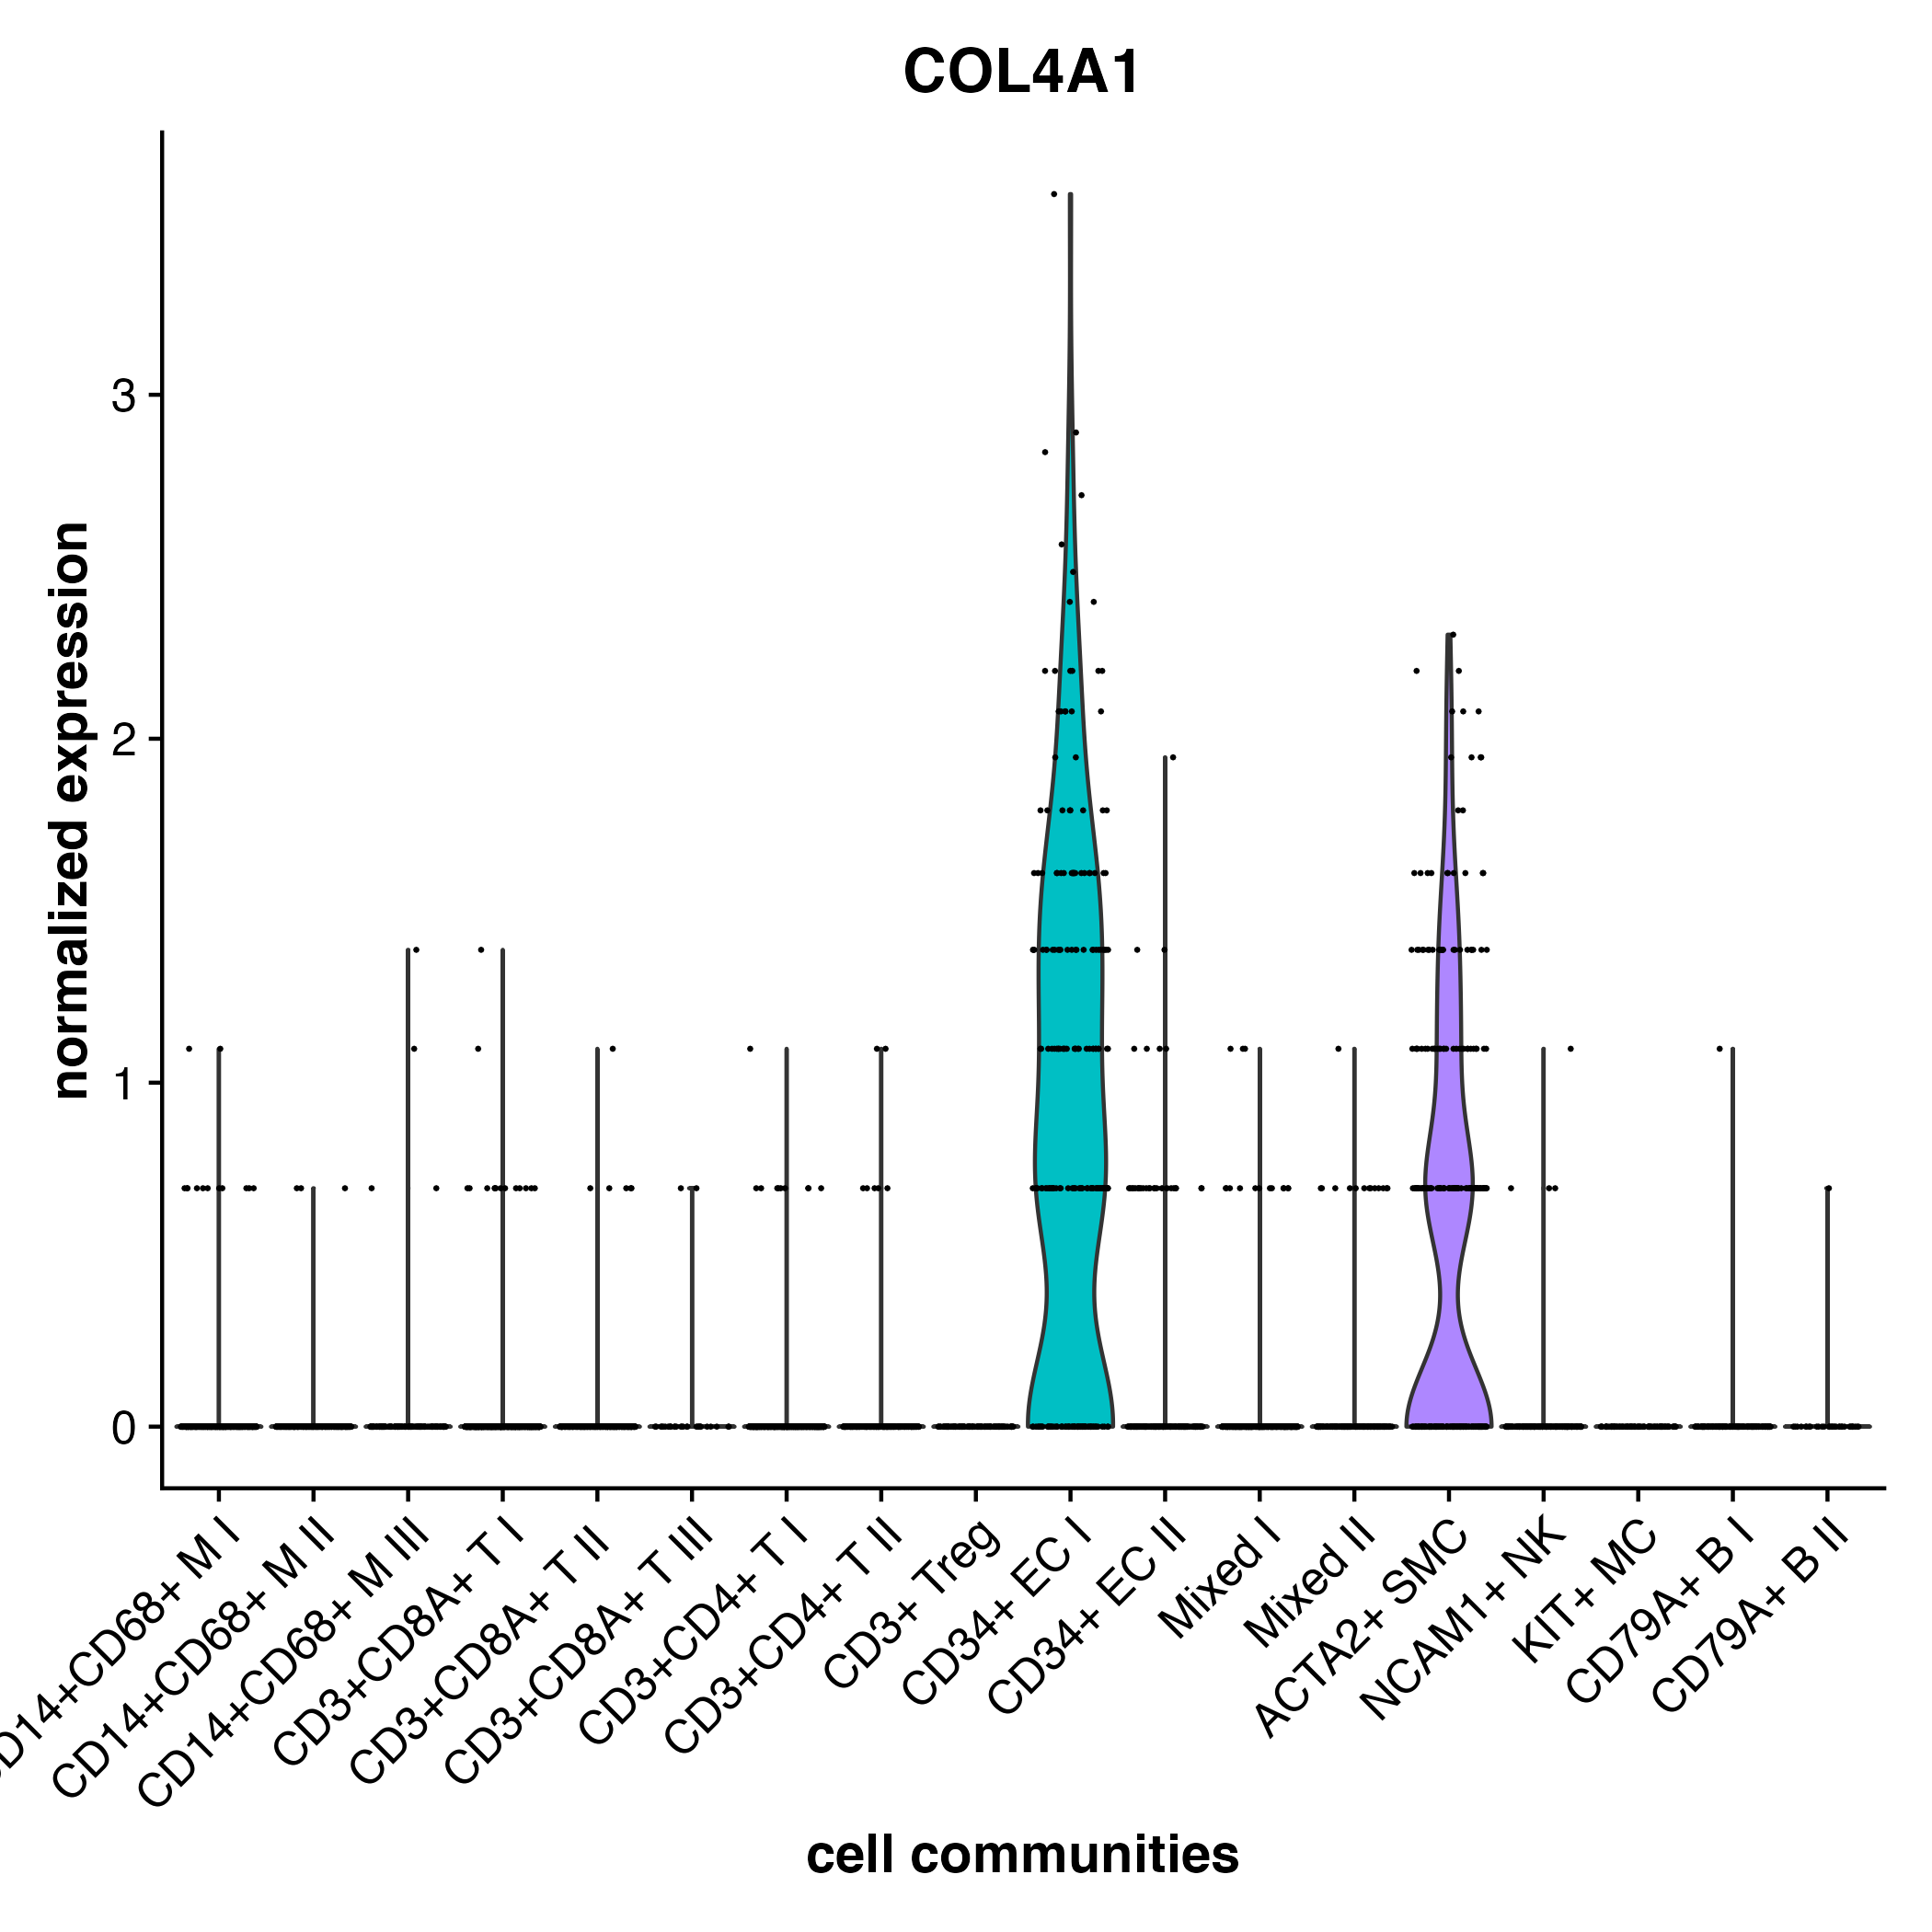 COL4A1
normalized expression
3
2
1
0
D14+CD68+ M I
CD14+CD68+ M II
CD14+CD68+ M III
CD3+CD8A+ T I
CD3+CD8A+ T II
CD3+CD8A+ T III
CD3+CD4+ T I
CD3+CD4+ T II
CD3+ Treg
CD34+ EC I
CD34+ EC II
Mixed I
Mixed II
ACTA2+ SMC
NCAM1+ NK
KIT+ MC
CD79A+ B I
CD79A+ B II
cell communities